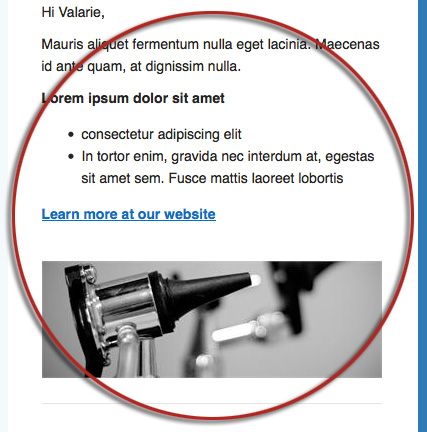 Hi Valarie,
Mauris aliquet fermentum nulla eget lacinia. Maecenas
id ante quam, at dignissim nulla.
Lorem ipsum dolor sit amet
• consectetur adipiscing elit
• In tortor enim, gravida nec interdum at, egestas
sit amet sem. Fusce mattis laoreet lobortis
Learn more at our website